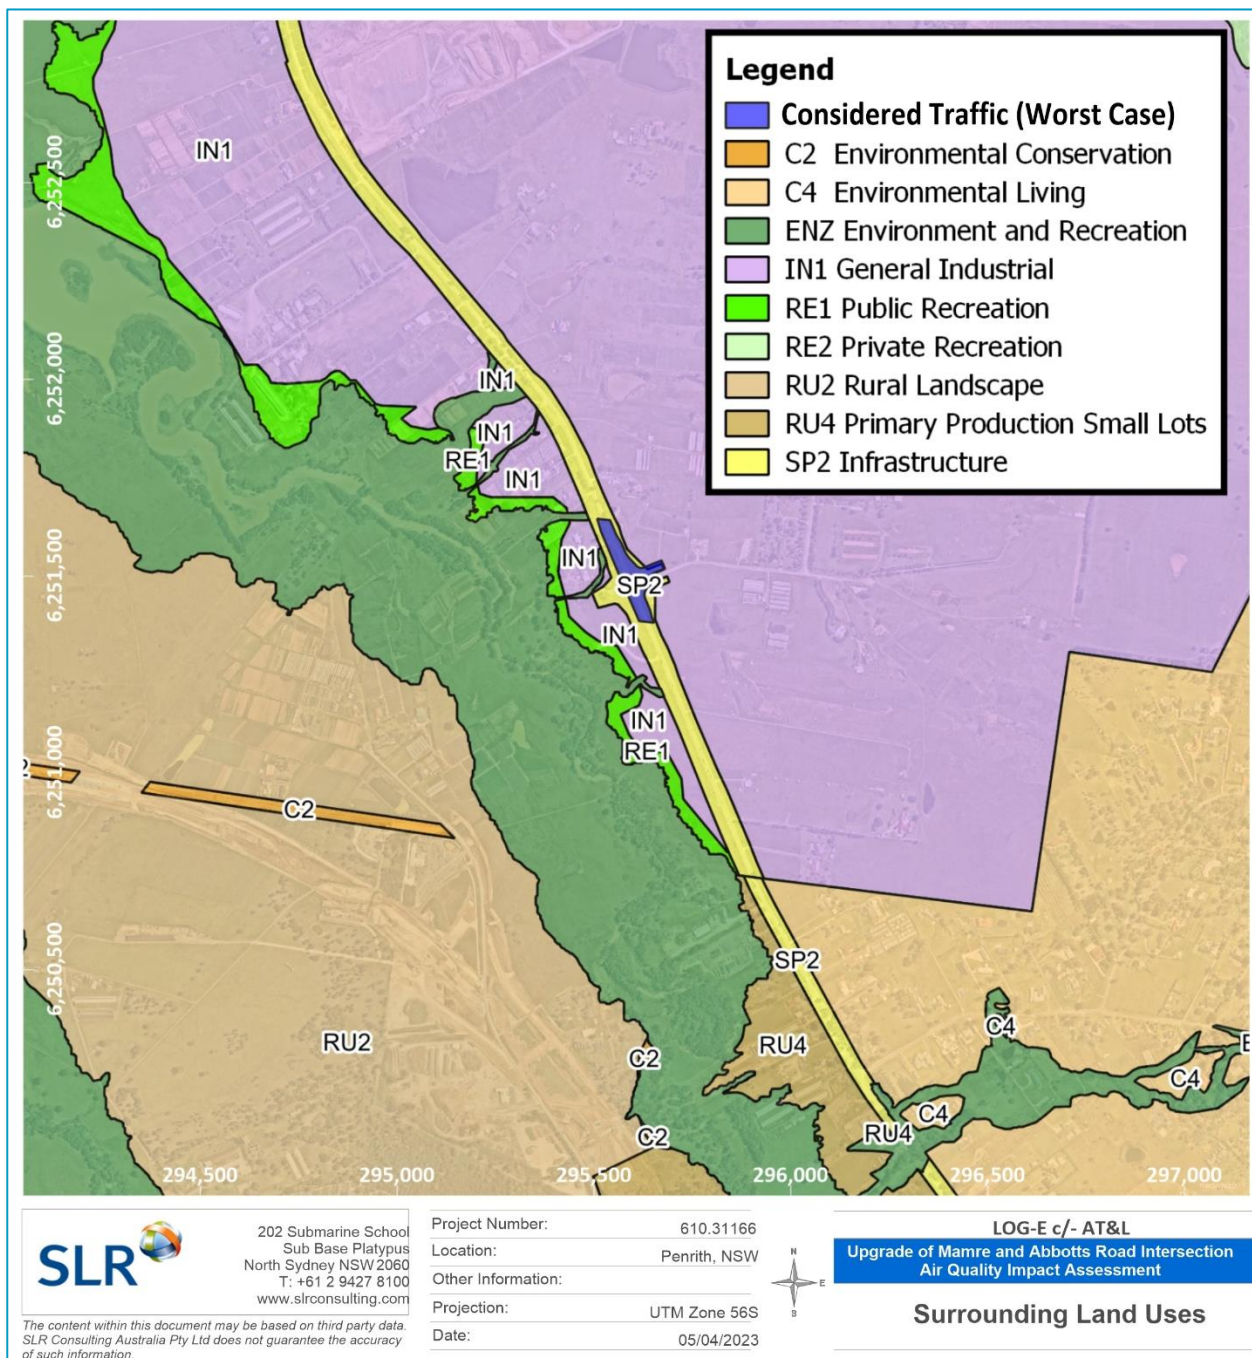 Legend
Considered Traffic (Worst Case)
C2 Environmental Conservation
C4 Environmental Living
ENZ Environment and Recreation
IN1 General Industrial
RE1 Public Recreation
RE2 Private Recreation
RU2 Rural Landscape
RU4 Primary Production Small Lots
SP2 Infrastructure
IN1
6,252,500
6,252,000
IN1
IN1
RE1
IN1
6,251,500
IN1
SP2
IN1
IN1
RE1
6,251,000
C2
6,250,500
SP2
RU2
C2
RU4
C4
C4
C4
C2
RU4
294,500
295,000
295,500
296,000
296,500
297,000
SLR
202 Submarine School
Sub Base Platypus
North Sydney NSW 2060
T: +61 2 9427 8100
www.slrconsulting.com
The content within this document may be based on third party data.
SLR Consulting Australia Pty Ltd does not guarantee the accuracy
of such information.
Project Number: 610.31166
Location: Penrith, NSW
Other Information:
Projection: UTM Zone 56S
Date: 05/04/2023
N
E
S
LOG-E c/- AT&L
Upgrade of Mamre and Abbotts Road Intersection
Air Quality Impact Assessment
Surrounding Land Uses